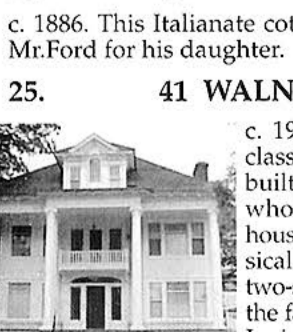 c. 1886. This Italianate cot
Mr.Ford for his daughter.
25. 41 WALN
c. 19
class
built
who
hous
sical
two-
the f